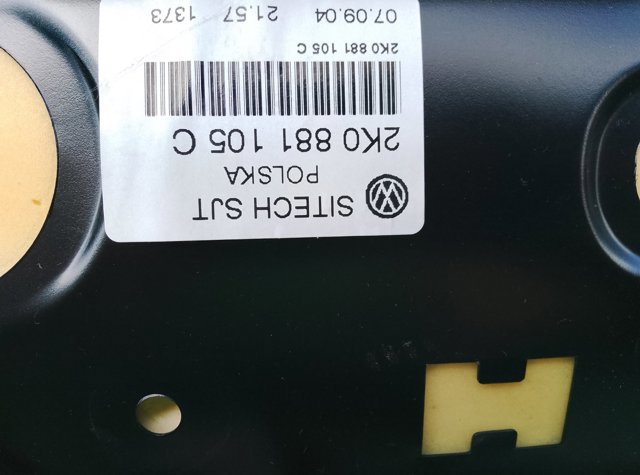 SITECH SJT
POLSKA
2K0 881 105 C
2K0 881 105 C
07.09.04 21.57 1373